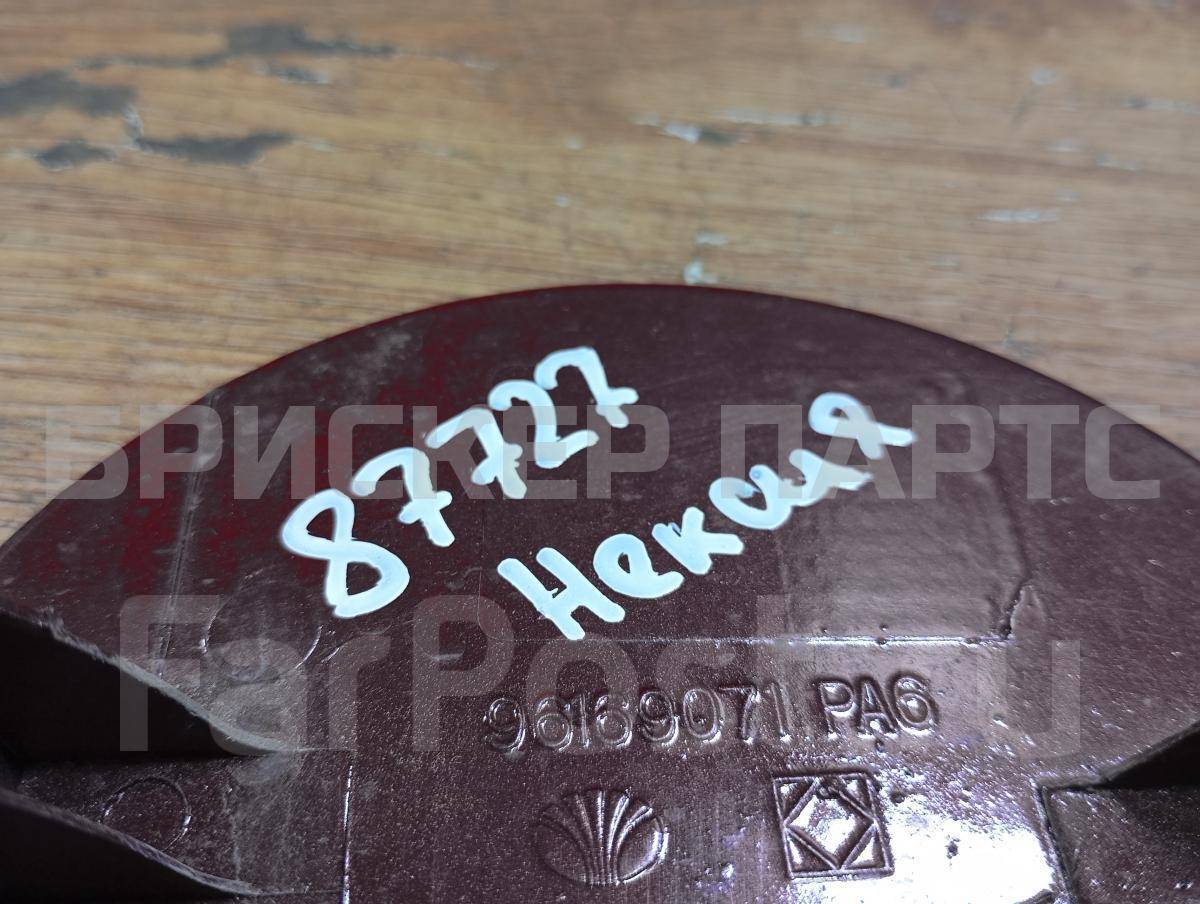 87727
Нексия
БРИСКЕР ПАРТС
FarPost.ru
96169071 PA6